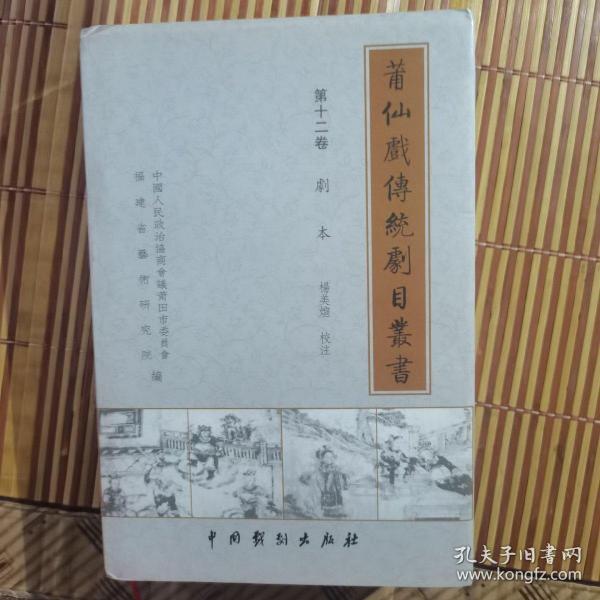 莆仙戲傳統劇目叢書
第十二卷 劇本
楊美煊 校注
中國人民政治協商會議莆田市委員會
福建省藝術研究院 編
中国戏剧出版社
孔夫子旧书网
www.kongfz.com